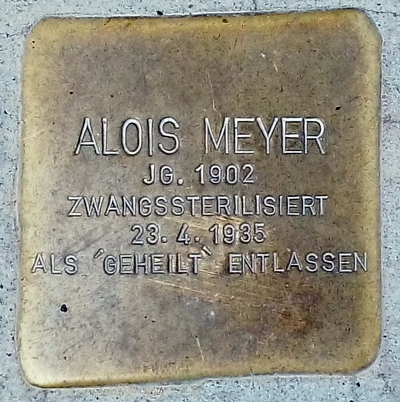 ALOIS MEYER
JG. 1902
ZWANGSSTERILISIERT
23. 4. 1935
ALS "GEHEILT" ENTLASSEN